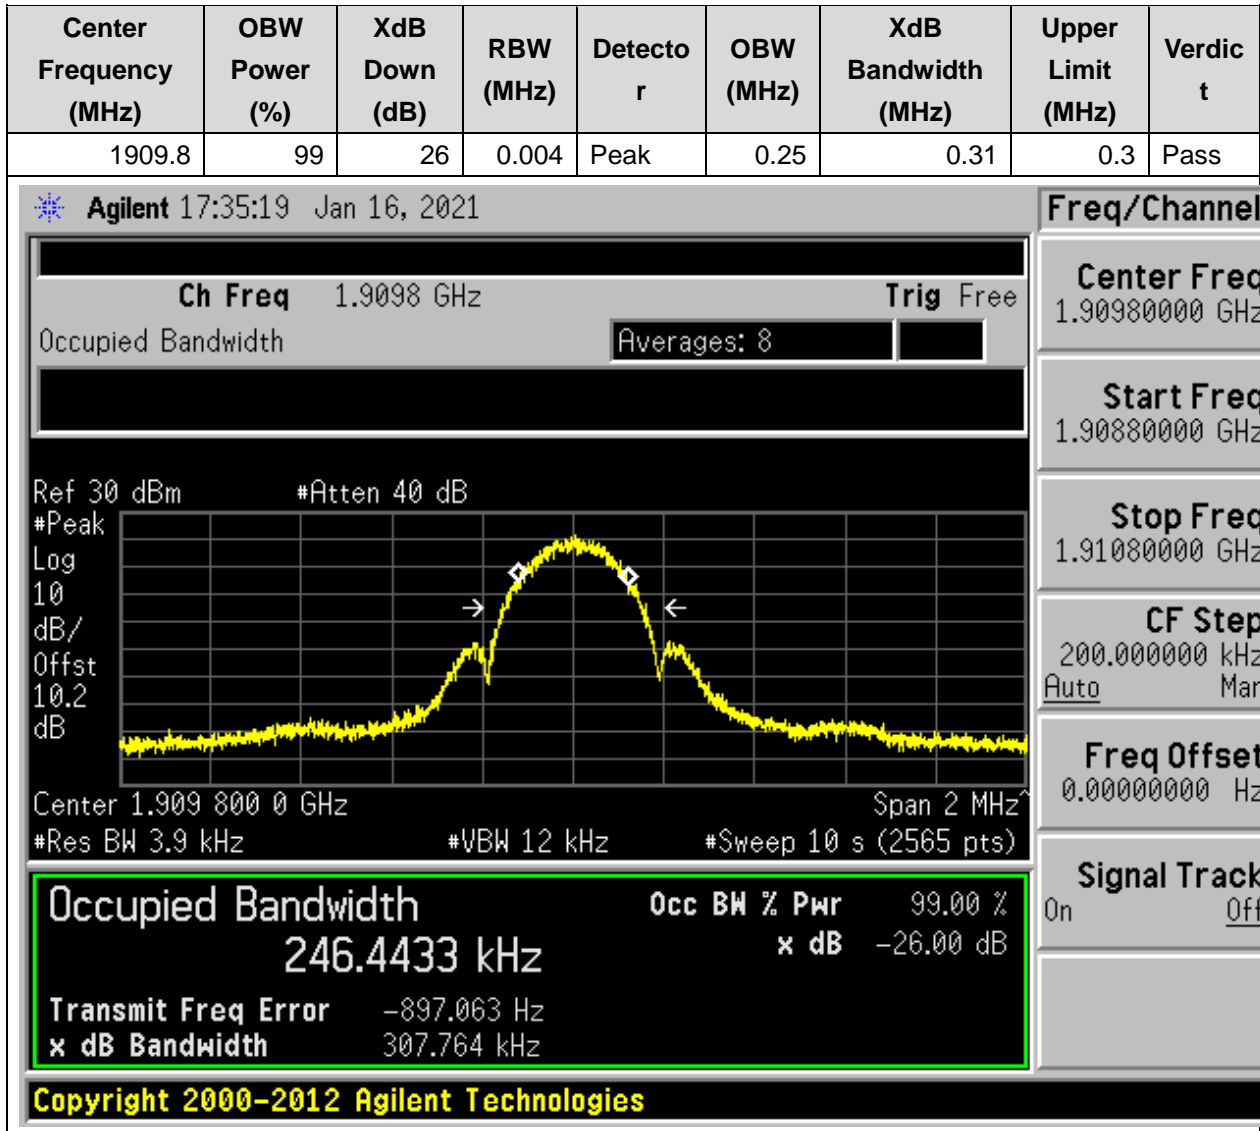 Center Frequency (MHz) OBW Power (%) XdB Down (dB) RBW (MHz) Detecto r OBW (MHz) XdB Bandwidth (MHz) Upper Limit (MHz) Verdic t
1909.8 99 26 0.004 Peak 0.25 0.31 0.3 Pass
Agilent 17:35:19 Jan 16, 2021 Freq/Channel
Ch Freq 1.9098 GHz Trig Free
Occupied Bandwidth Averages: 8
Center Freq
1.90980000 GHz
Start Freq
1.90880000 GHz
Ref 30 dBm #Atten 40 dB
#Peak
Log
10
dB/
Offst
10.2
dB
Stop Freq
1.91080000 GHz
CF Step
200.000000 kHz
Auto Man
Freq Offset
0.00000000 Hz
Center 1.909 800 0 GHz Span 2 MHz^
#Res BW 3.9 kHz #VBW 12 kHz #Sweep 10 s (2565 pts)
Signal Track
On Off
Occupied Bandwidth Occ BW % Pwr 99.00 %
246.4433 kHz x dB -26.00 dB
Transmit Freq Error -897.063 Hz
x dB Bandwidth 307.764 kHz
Copyright 2000-2012 Agilent Technologies